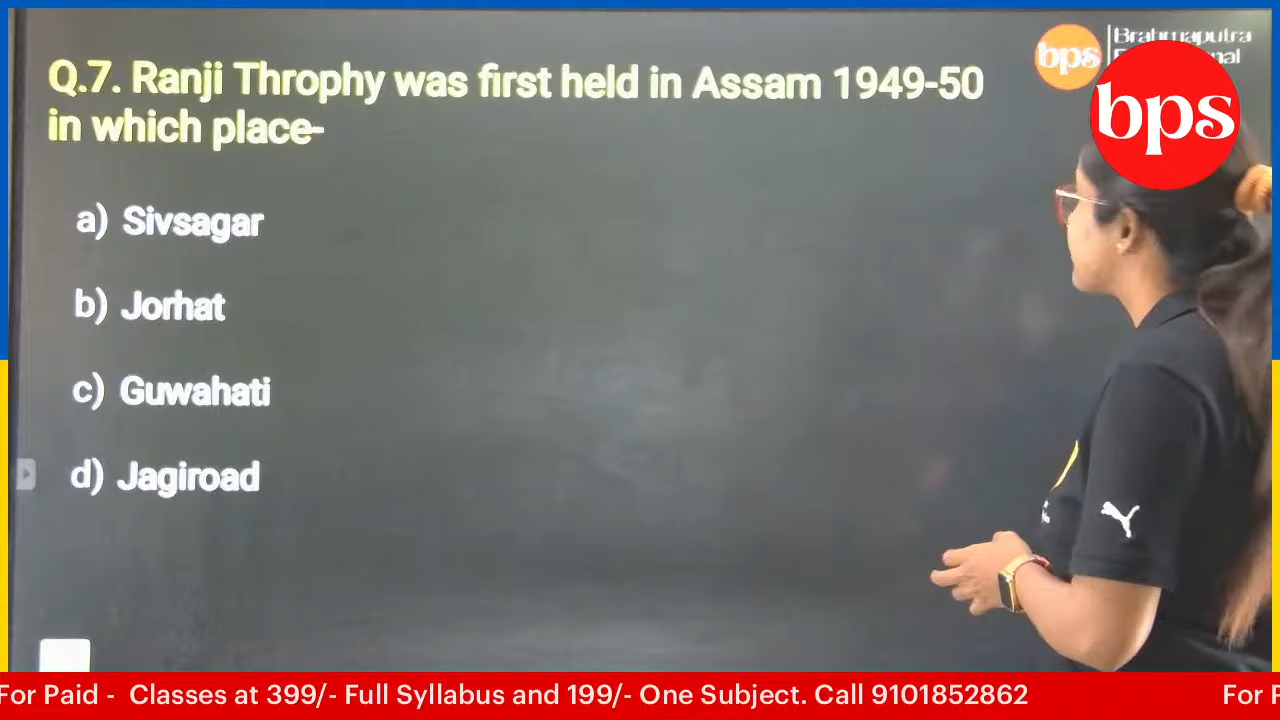 bps
Brahmaputra
bps
Q.7. Ranji Throphy was first held in Assam 1949-50
in which place-
a) Sivsagar
b) Jorhat
c) Guwahati
d) Jagiroad
For Paid - Classes at 399/- Full Syllabus and 199/- One Subject. Call 9101852862